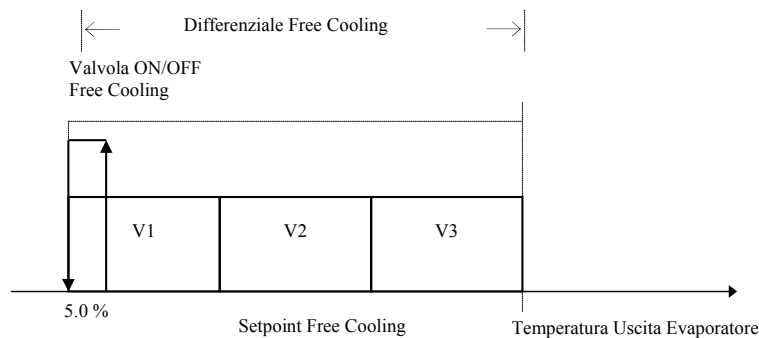 Differenziale Free Cooling
Valvola ON/OFF
Free Cooling
V1
V2
V3
5.0 %
Setpoint Free Cooling
Temperatura Uscita Evaporatore